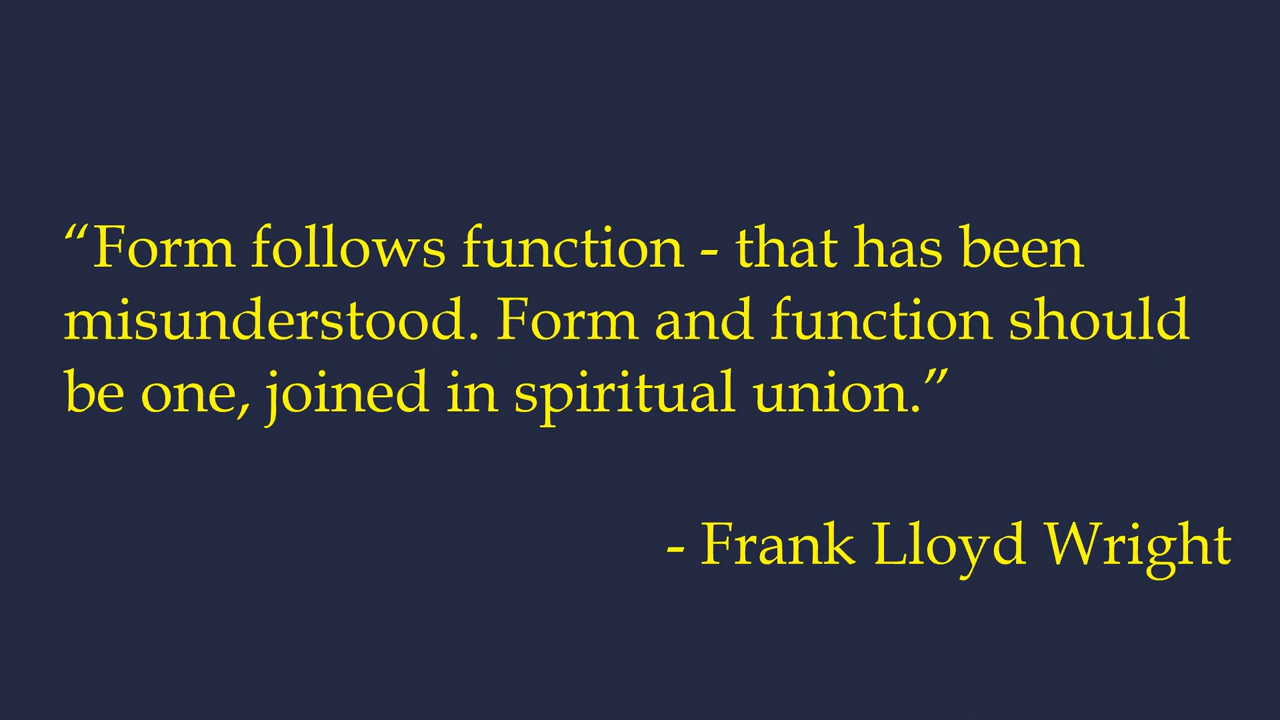 “Form follows function - that has been
misunderstood. Form and function should
be one, joined in spiritual union.”
- Frank Lloyd Wright